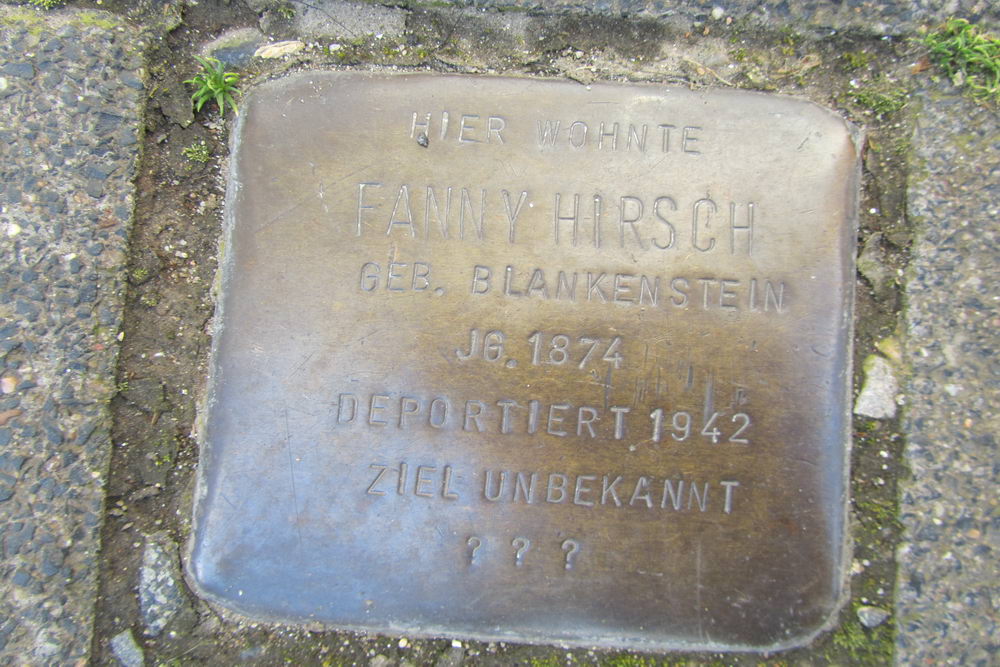 HIER WOHNTE
FANNY HIRSCH
GEB. BLANKENSTEIN
JG. 1874
DEPORTIERT 1942
ZIEL UNBEKANNT
? ? ?